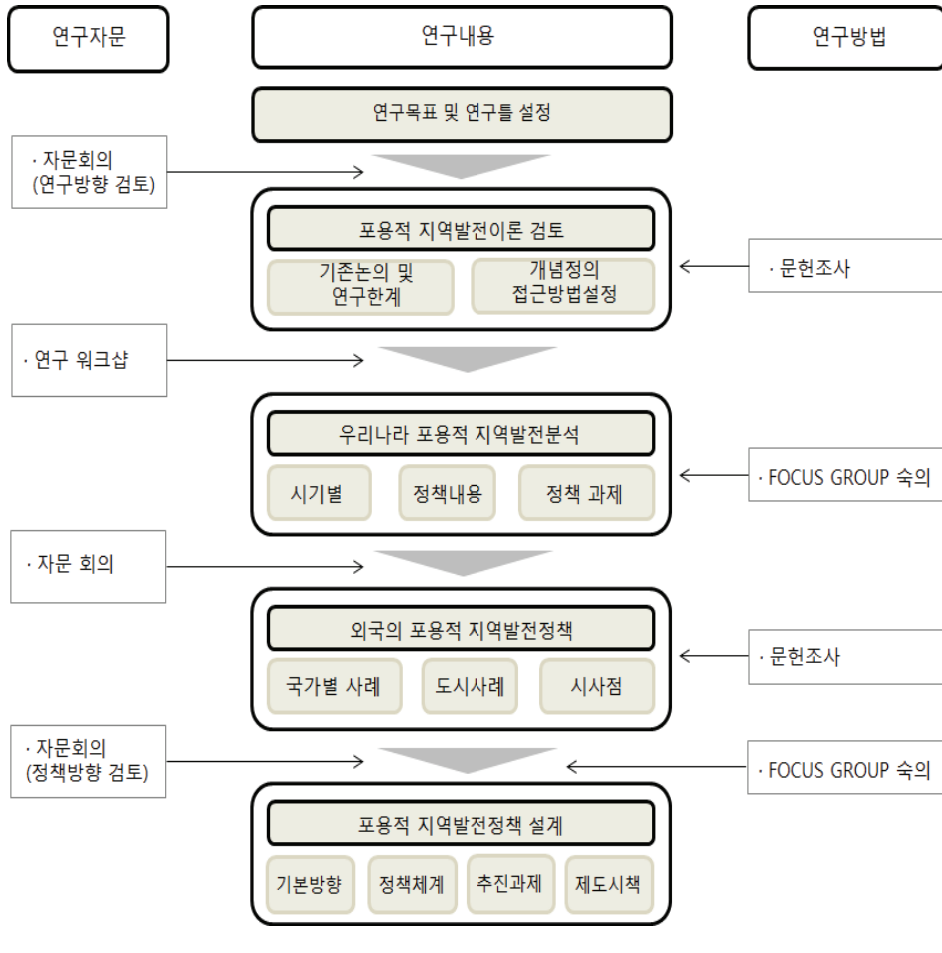 연구자문
연구내용
연구방법
연구목표 및 연구틀 설정
· 자문회의
(연구방향 검토)
포용적 지역발전이론 검토
기존논의 및
연구한계
개념정의
접근방법설정
· 문헌조사
· 연구 워크샵
우리나라 포용적 지역발전분석
시기별
정책내용
정책 과제
· FOCUS GROUP 숙의
· 자문 회의
외국의 포용적 지역발전정책
국가별 사례
도시사례
시사점
· 문헌조사
· 자문회의
(정책방향 검토)
· FOCUS GROUP 숙의
포용적 지역발전정책 설계
기본방향
정책체계
추진과제
제도시책